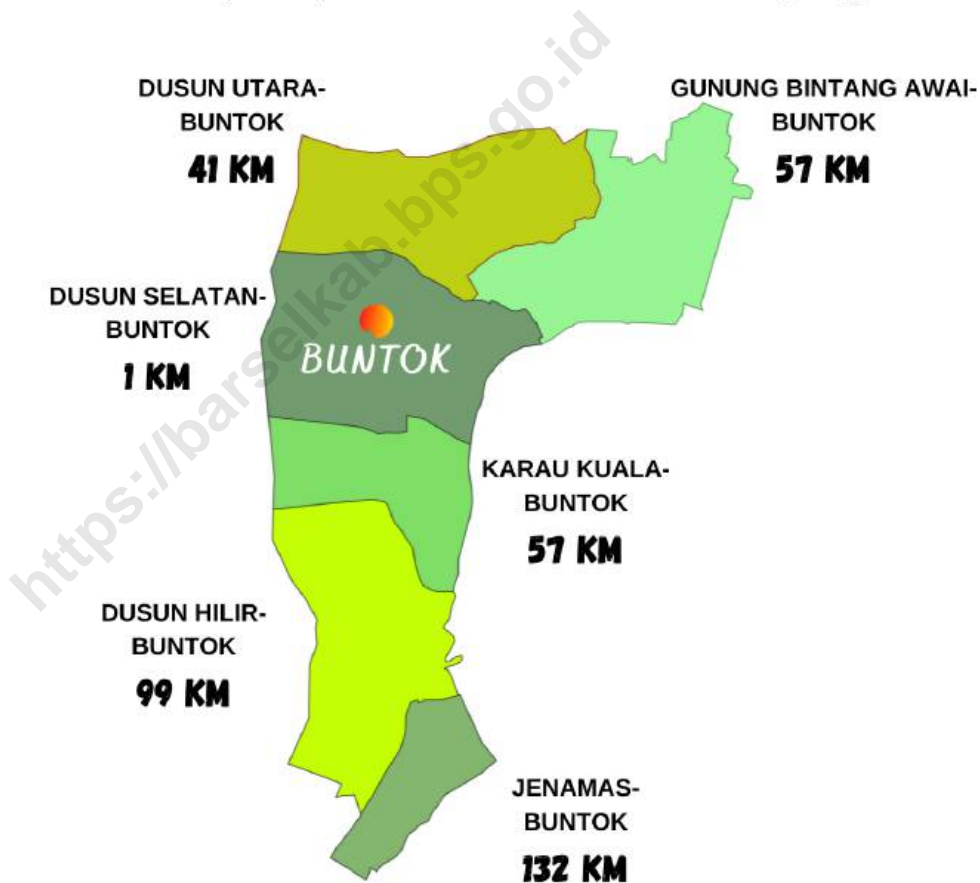 DUSUN UTARA-
BUNTOK
41 KM
GUNUNG BINTANG AWAI-
BUNTOK
57 KM
DUSUN SELATAN-
BUNTOK
1 KM
BUNTOK
KARAU KUALA-
BUNTOK
57 KM
DUSUN HILIR-
BUNTOK
99 KM
JENAMAS-
BUNTOK
132 KM
https://barselkab.bps.go.id